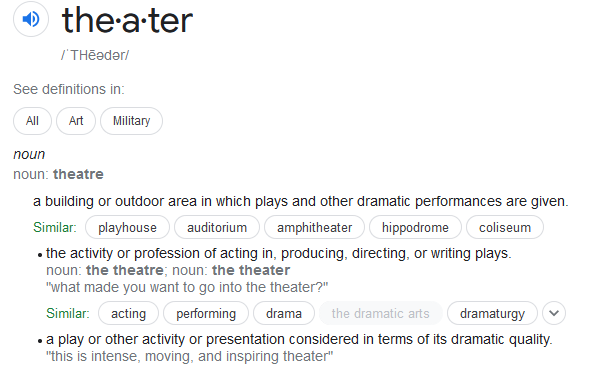 the·a·ter
/ˈTHēədər/
See definitions in:
All Art Military
noun
noun: theatre
a building or outdoor area in which plays and other dramatic performances are given.
Similar: playhouse auditorium amphitheater hippodrome coliseum
• the activity or profession of acting in, producing, directing, or writing plays.
noun: the theatre; noun: the theater
"what made you want to go into the theater?"
Similar: acting performing drama the dramatic arts dramaturgy
• a play or other activity or presentation considered in terms of its dramatic quality.
"this is intense, moving, and inspiring theater"